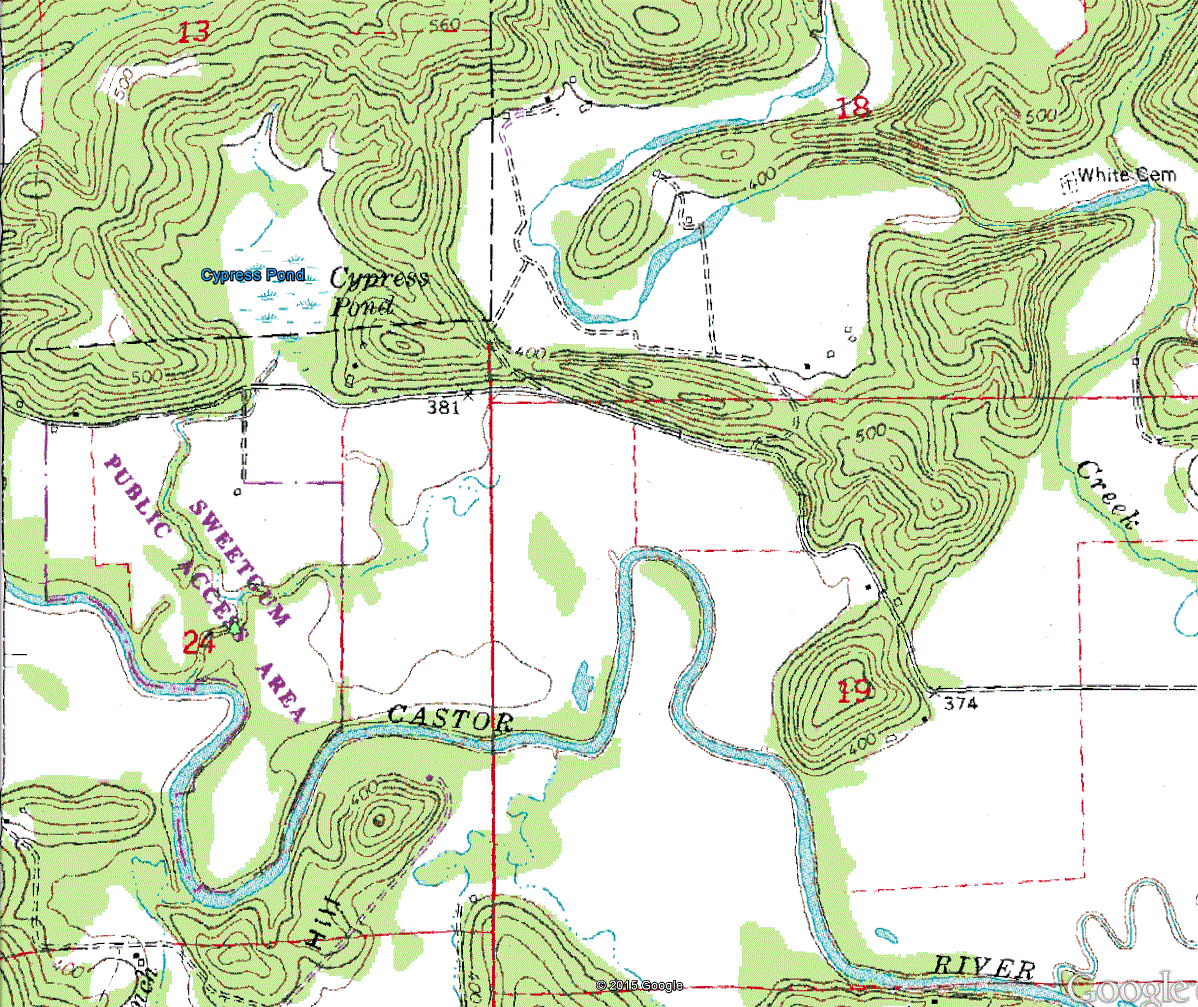 13
560
500
18
500
White Cem
400
Cypress Pond
Cypress
Pond
400
500
381
500
PUBLIC
ACCESS AREA
SWEETGUM
Creek
24
19
374
CASTOR
400
400
400
400
RIVER
© 2015 Google
Google